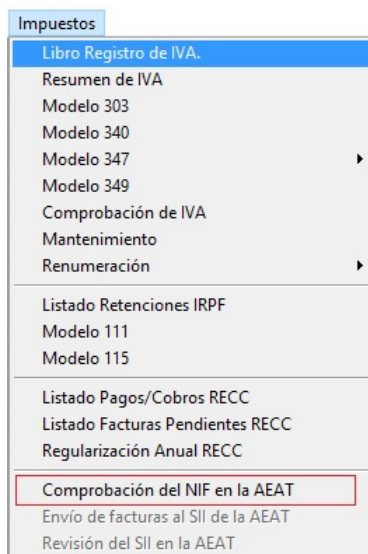 Impuestos
Libro Registro de IVA.
Resumen de IVA
Modelo 303
Modelo 340
Modelo 347
Modelo 349
Comprobación de IVA
Mantenimiento
Renumeración
Listado Retenciones IRPF
Modelo 111
Modelo 115
Listado Pagos/Cobros RECC
Listado Facturas Pendientes RECC
Regularización Anual RECC
Comprobación del NIF en la AEAT
Envío de facturas al SII de la AEAT
Revisión del SII en la AEAT